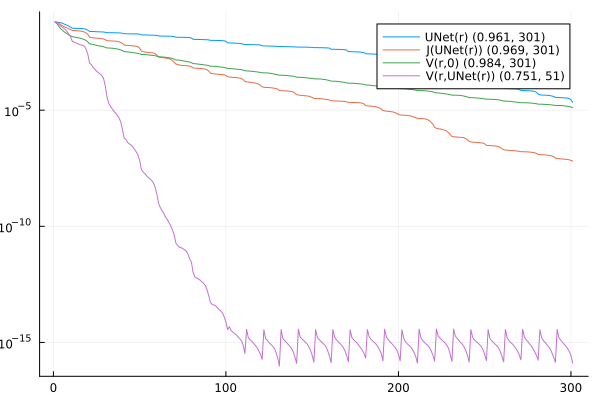 UNet(r) (0.961, 301)
J(UNet(r)) (0.969, 301)
V(r,0) (0.984, 301)
V(r,UNet(r)) (0.751, 51)
10⁻⁵
10⁻¹⁰
10⁻¹⁵
0 100 200 300